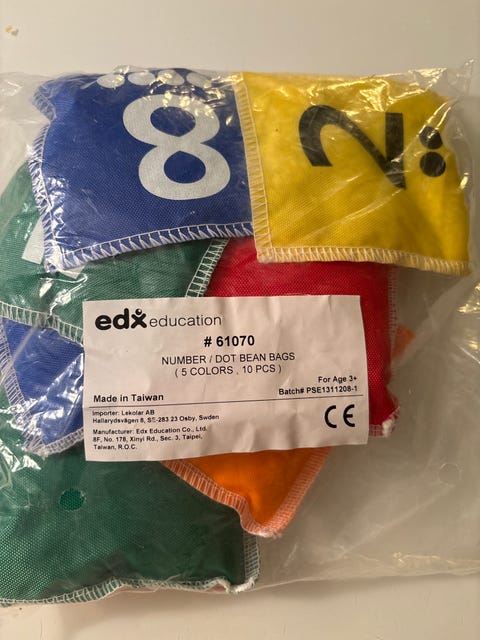 8
2
edx education
# 61070
NUMBER / DOT BEAN BAGS
( 5 COLORS , 10 PCS )
For Age 3+
Made in Taiwan
Batch# PSE1311208-1
Importer: Lekolar AB
Hallarydsvägen 8, SE-283 23 Osby, Swden
Manufacturer: Edx Education Co., Ltd.
8F, No. 178, Xinyi Rd., Sec. 3, Taipei,
Taiwan, R.O.C.
CE